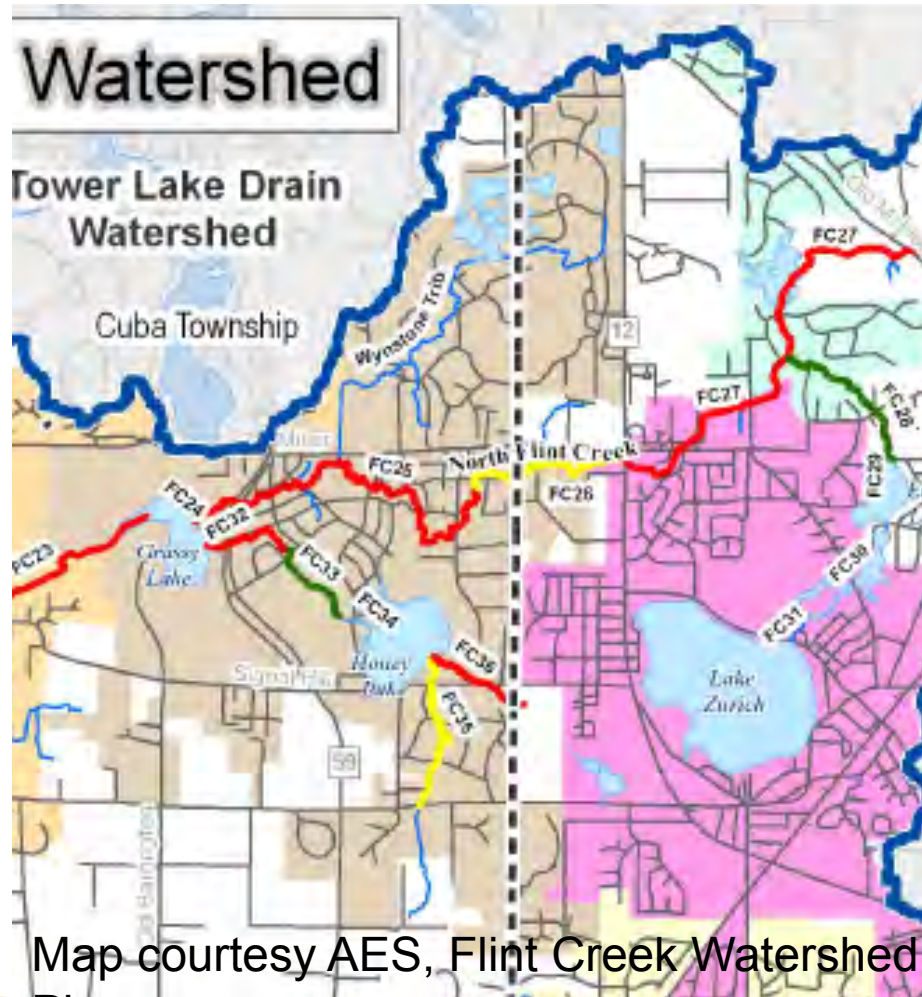 Watershed
Tower Lake Drain
Watershed
Cuba Township
Wynstone Trib
12
FC27
FC27
FC29
North Flint Creek
FC25
FC26
FC24
FC32
FC23
Grassy
Lake
FC33
FC34
FC30
FC31
Honey
Lake
FC36
FC35
Lake
Zurich
59
Map courtesy AES, Flint Creek Watershed